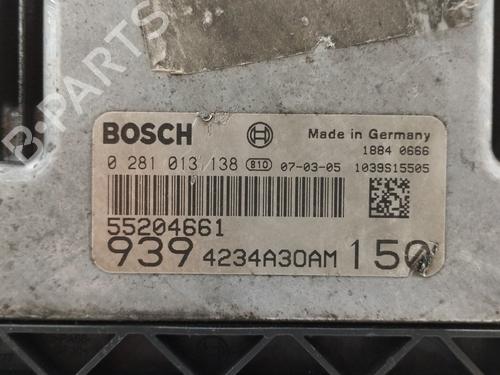 B-PARTS
BOSCH Made in Germany
1884 0666
0 281 013 138 810 07-03-05 1039S15505
55204661
939 4234A30AM 150